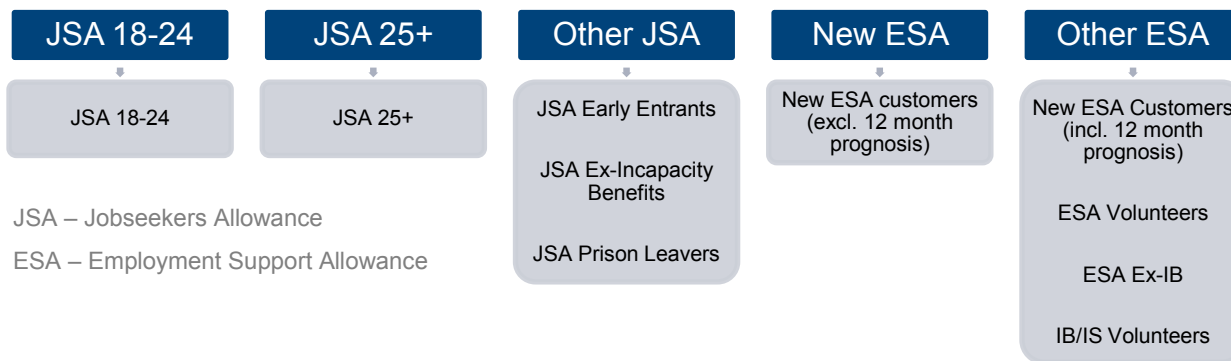 JSA 18-24
JSA 25+
Other JSA
New ESA
Other ESA
JSA 18-24
JSA 25+
JSA Early Entrants
JSA Ex-Incapacity
Benefits
JSA Prison Leavers
New ESA customers
(excl. 12 month
prognosis)
New ESA Customers
(incl. 12 month
prognosis)
ESA Volunteers
ESA Ex-IB
IB/IS Volunteers
JSA – Jobseekers Allowance
ESA – Employment Support Allowance